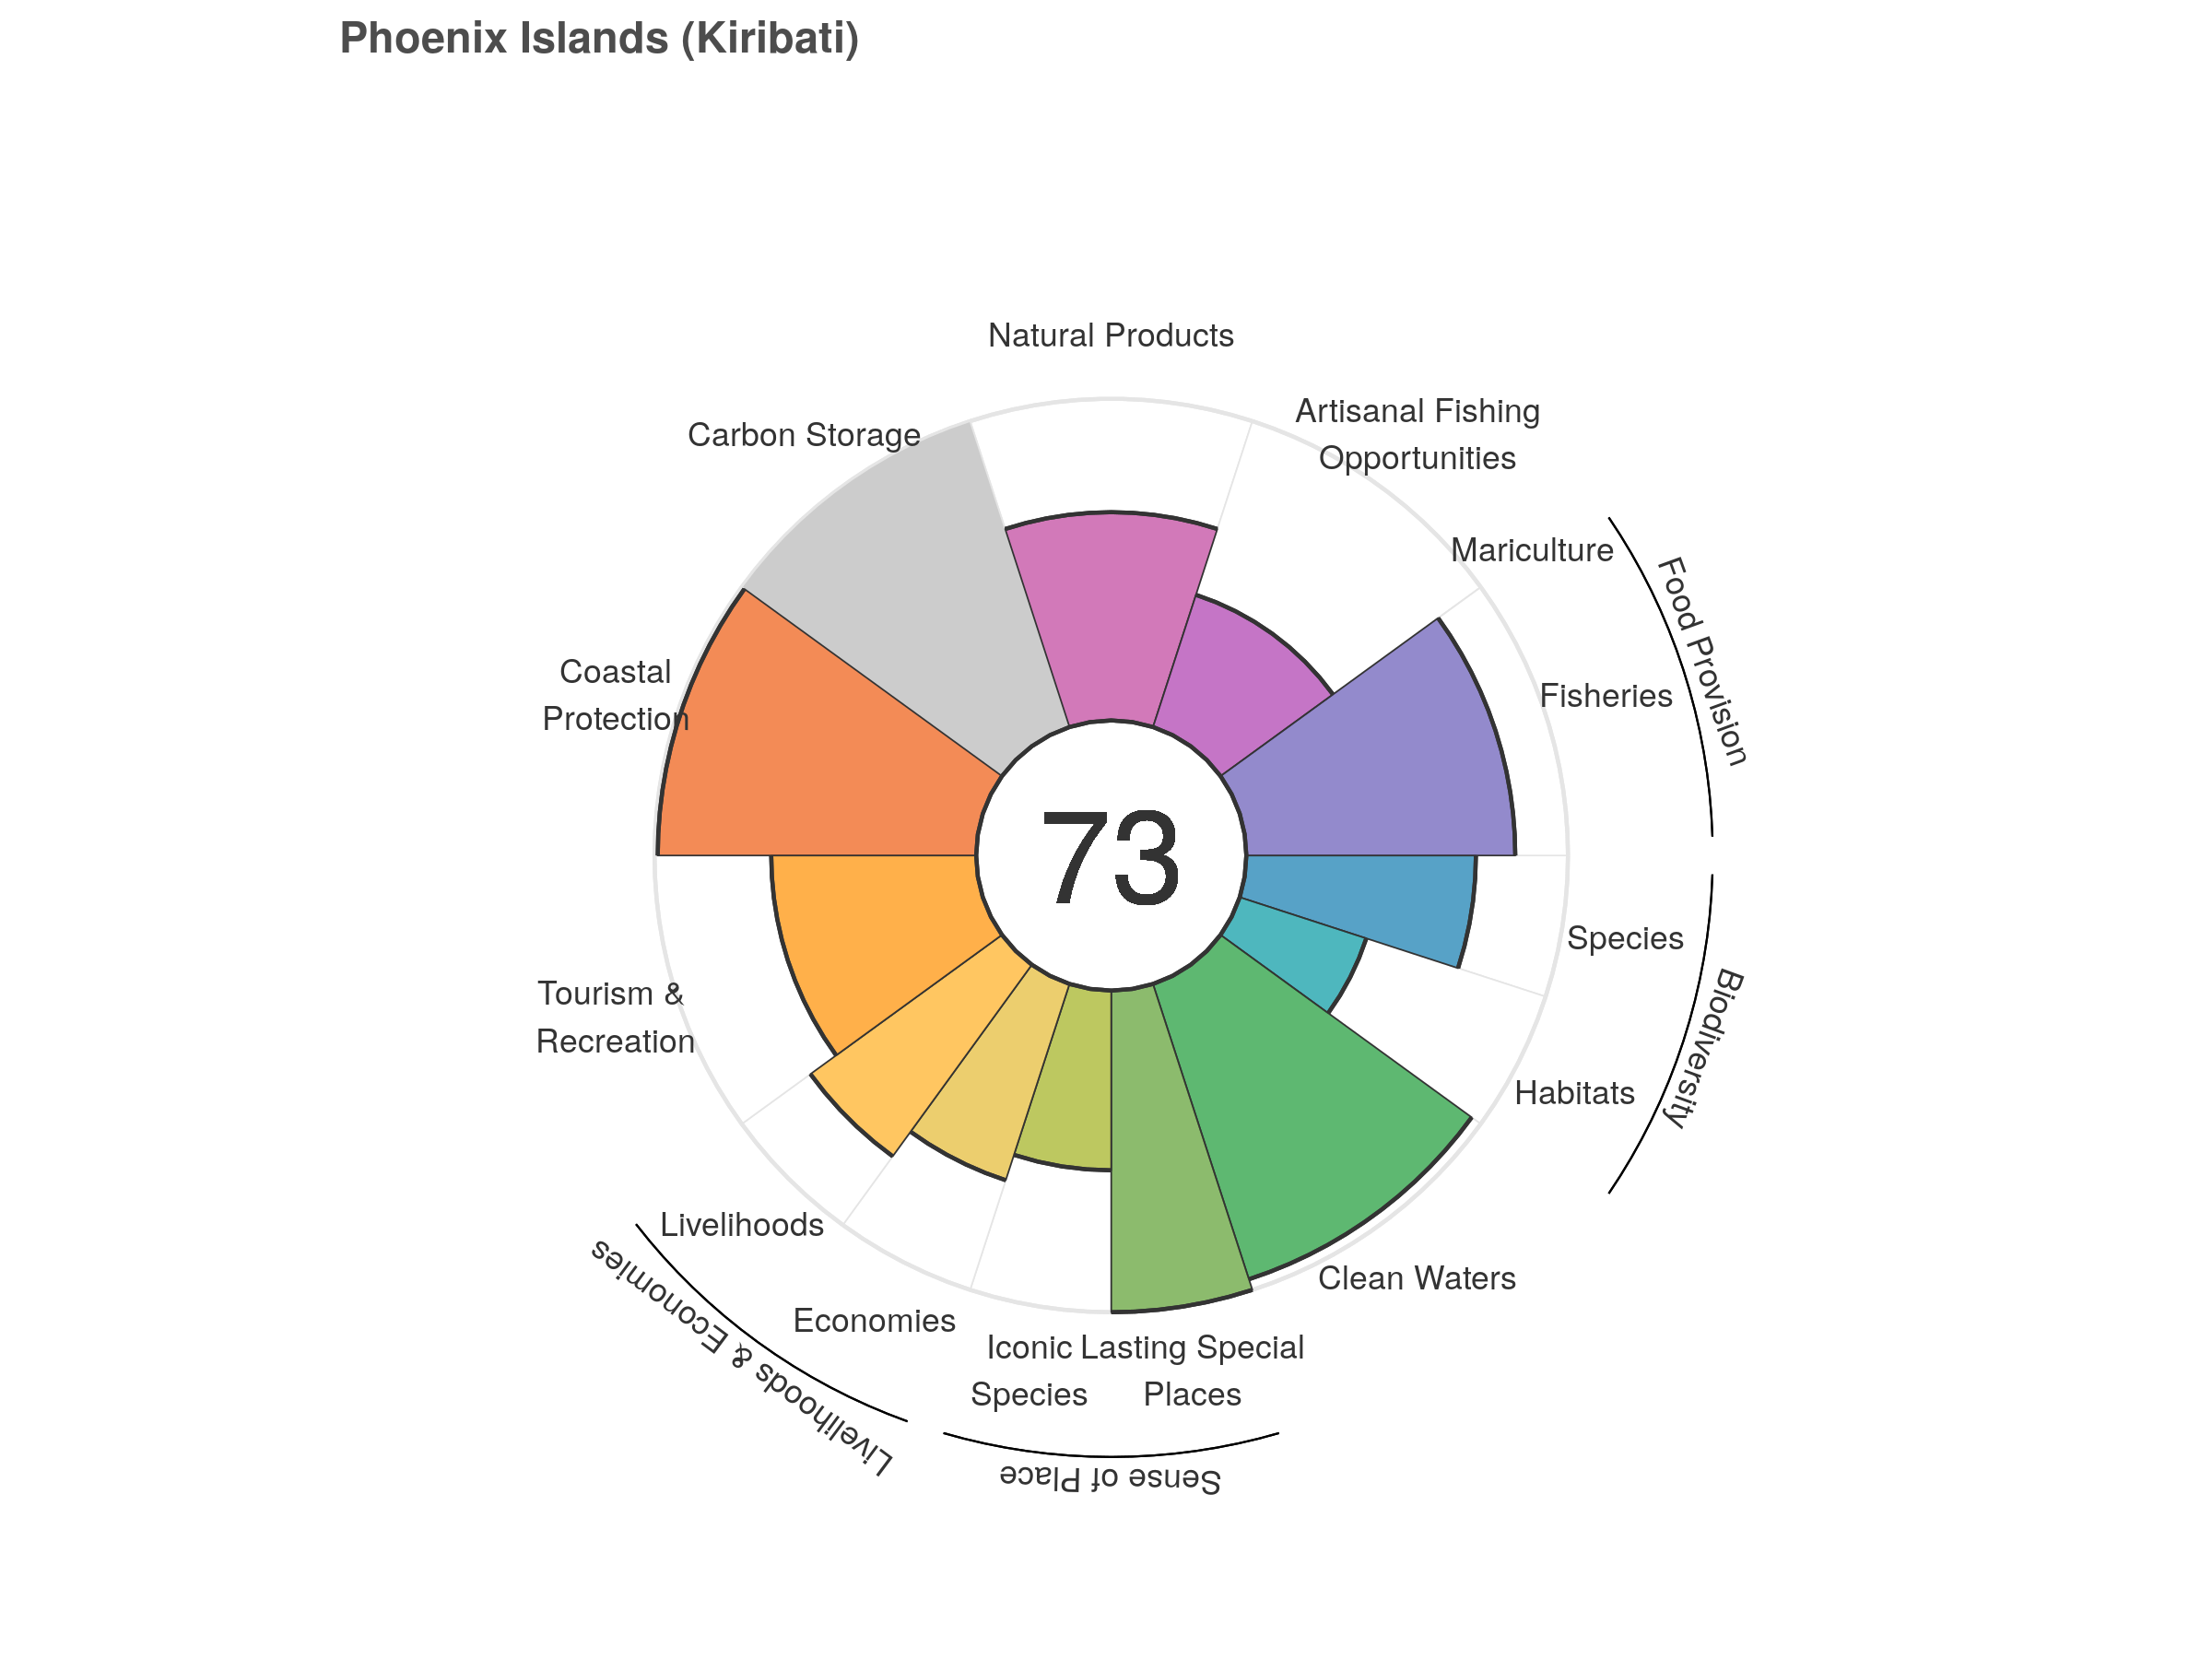 Phoenix Islands (Kiribati)
Natural Products
Artisanal Fishing
Opportunities
Carbon Storage
Mariculture
Food Provision
Fisheries
Coastal
Protection
73
Species
Biodiversity
Tourism &
Recreation
Habitats
Livelihoods
Clean Waters
Livelihoods & Economies
Economies
Iconic
Species
Lasting Special
Places
Sense of Place